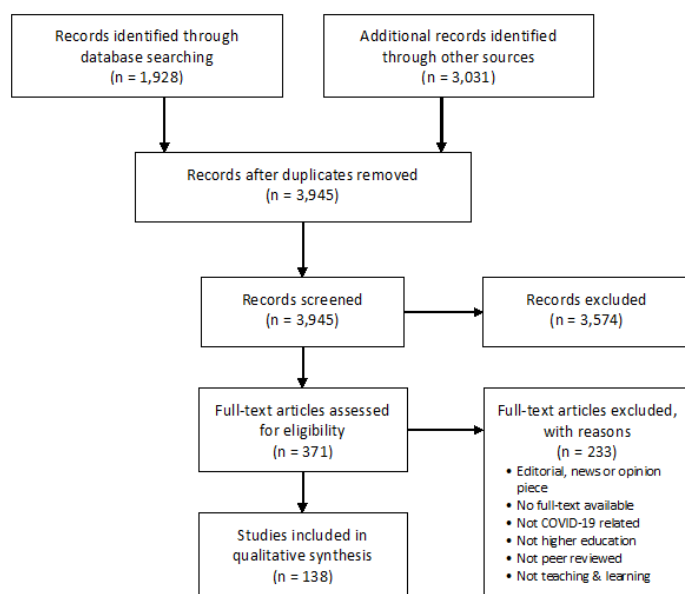 Records identified through
database searching
(n = 1,928)
Additional records identified
through other sources
(n = 3,031)
Records after duplicates removed
(n = 3,945)
Records screened
(n = 3,945)
Records excluded
(n = 3,574)
Full-text articles assessed
for eligibility
(n = 371)
Full-text articles excluded,
with reasons
(n = 233)
• Editorial, news or opinion
piece
• No full-text available
• Not COVID-19 related
• Not higher education
• Not peer reviewed
• Not teaching & learning
Studies included in
qualitative synthesis
(n = 138)